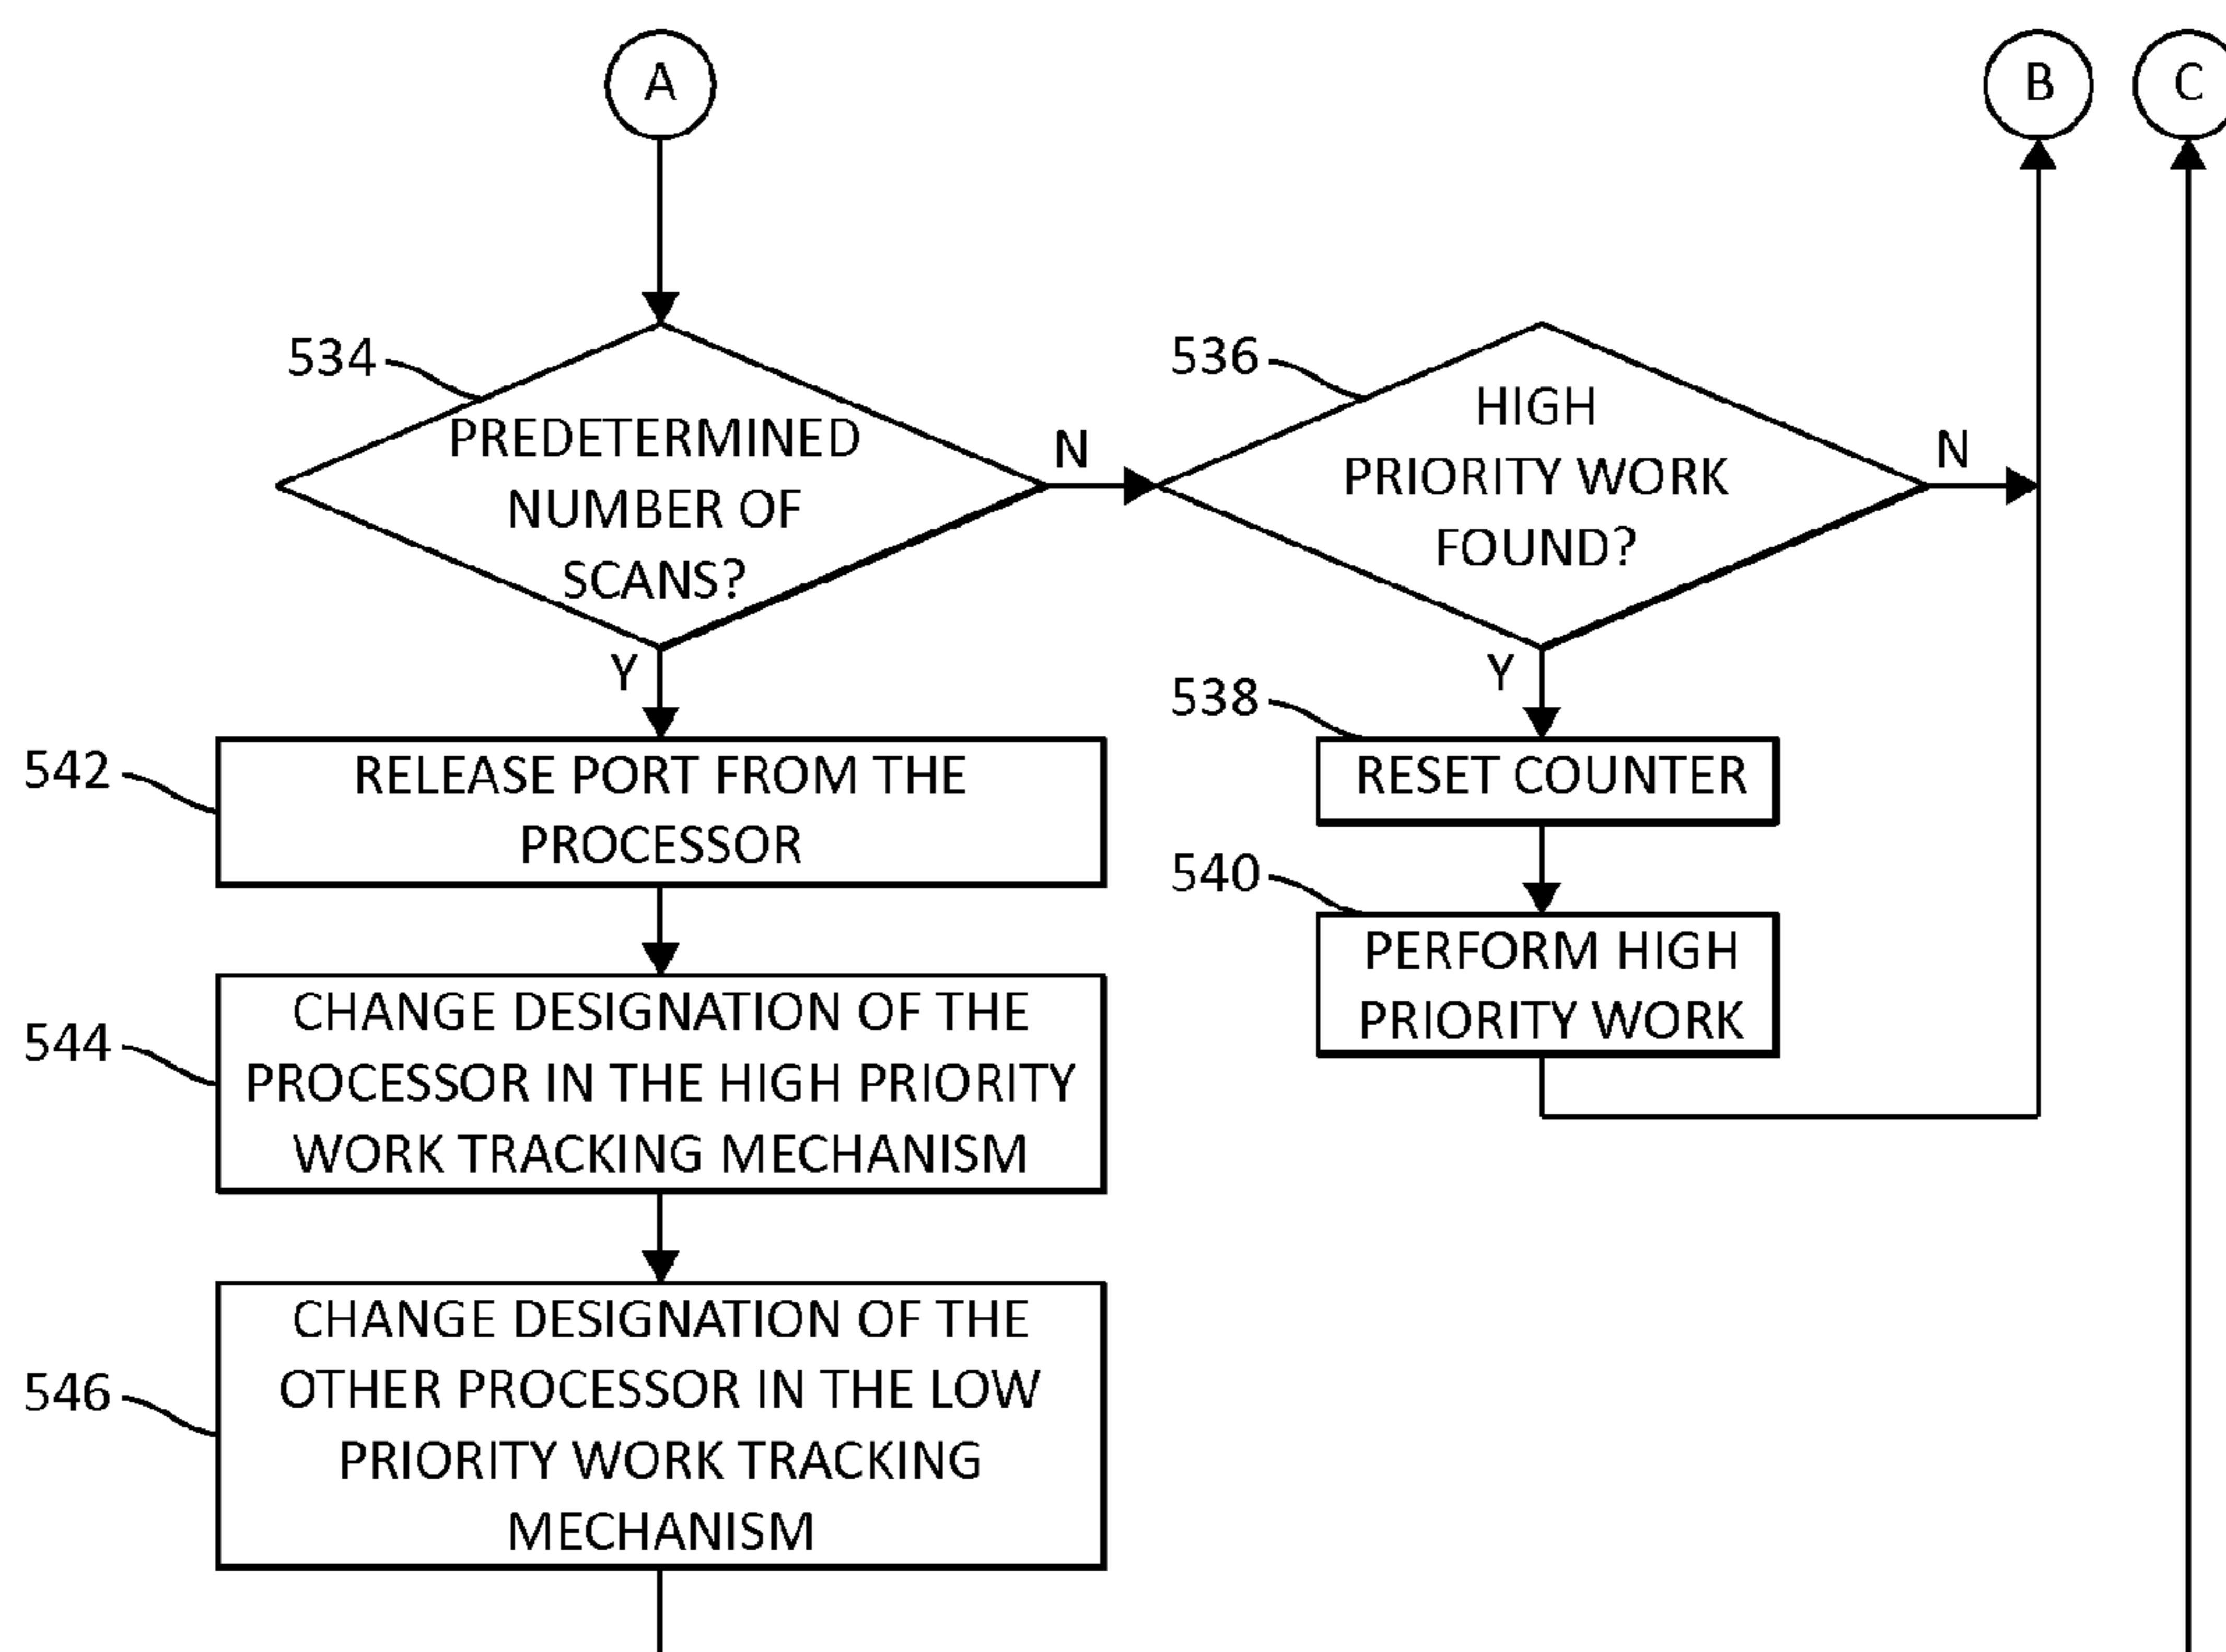 A
B
C
534
PREDETERMINED
NUMBER OF
SCANS?
N
Y
536
HIGH
PRIORITY WORK
FOUND?
N
Y
542
RELEASE PORT FROM THE
PROCESSOR
538
RESET COUNTER
540
PERFORM HIGH
PRIORITY WORK
544
CHANGE DESIGNATION OF THE
PROCESSOR IN THE HIGH PRIORITY
WORK TRACKING MECHANISM
546
CHANGE DESIGNATION OF THE
OTHER PROCESSOR IN THE LOW
PRIORITY WORK TRACKING
MECHANISM